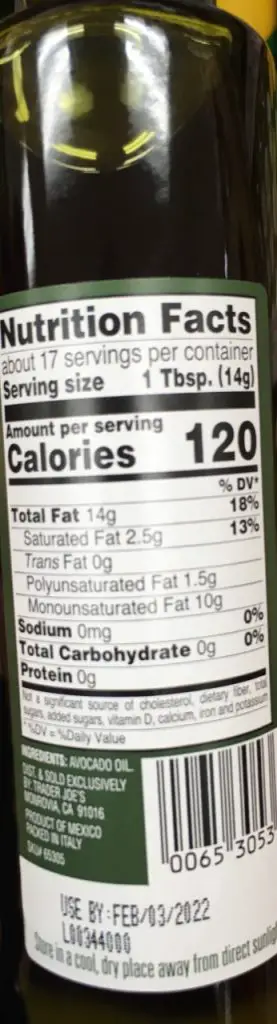 Nutrition Facts
about 17 servings per container
Serving size 1 Tbsp. (14g)
Amount per serving
Calories 120
% DV*
Total Fat 14g 18%
Saturated Fat 2.5g 13%
Trans Fat 0g
Polyunsaturated Fat 1.5g
Monounsaturated Fat 10g
Sodium 0mg 0%
Total Carbohydrate 0g 0%
Protein 0g
Not a significant source of cholesterol, dietary fiber, total
sugars, added sugars, vitamin D, calcium, iron and potassium
*%DV = %Daily Value
INGREDIENTS: AVOCADO OIL.
DIST. & SOLD EXCLUSIVELY
BY: TRADER JOE'S
MONROVIA, CA 91016
PRODUCT OF MEXICO
PACKED IN ITALY
SKU# 65305
0065 3053
USE BY:FEB/03/2022
L00344000
Store in a cool, dry place away from direct sunligh